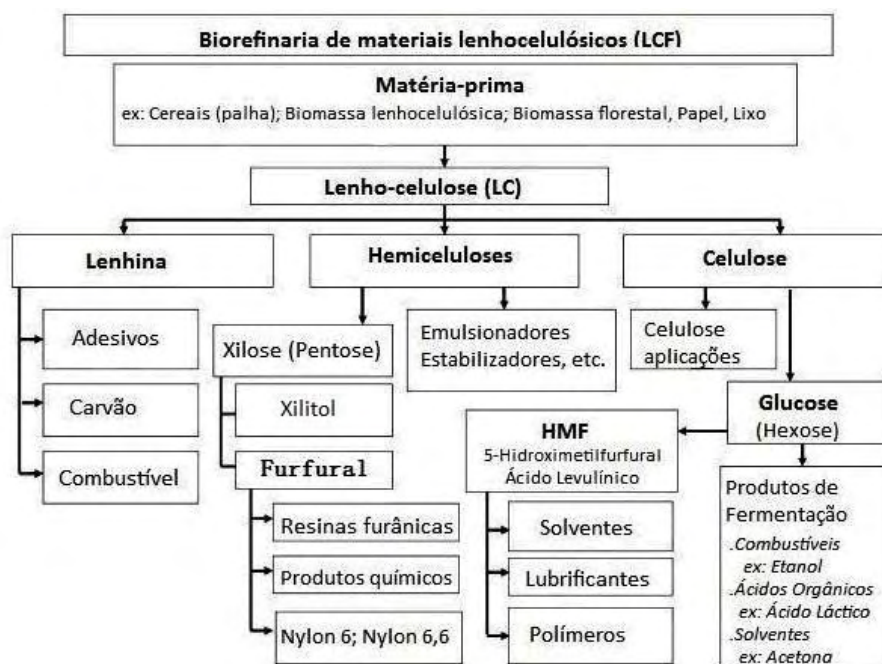 Biorefinaria de materiais lenhocelulósicos (LCF)
Matéria-prima
ex: Cereais (palha); Biomassa lenhocelulósica; Biomassa florestal, Papel, Lixo
Lenho-celulose (LC)
Lenhina
Hemiceluloses
Celulose
Adesivos
Carvão
Combustível
Xilose (Pentose)
Xilitol
Furfural
Resinas furânicas
Produtos químicos
Nylon 6; Nylon 6,6
Emulsionadores
Estabilizadores, etc.
Celulose
aplicações
Glucose
(Hexose)
HMF
5-Hidroximetilfurfural
Ácido Levulínico
Solventes
Lubrificantes
Polímeros
Produtos de
Fermentação
.Combustíveis
ex: Etanol
.Ácidos Orgânicos
ex: Ácido Láctico
.Solventes
ex: Acetona